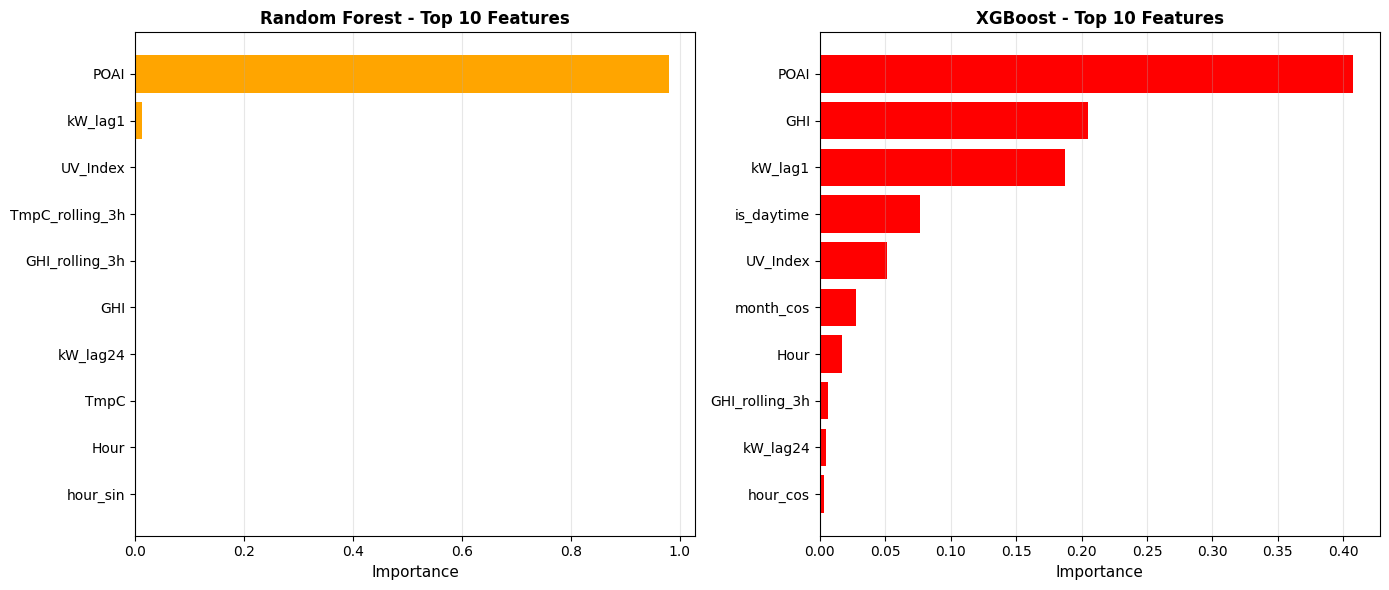 Random Forest - Top 10 Features
POAI
kW_lag1
UV_Index
TmpC_rolling_3h
GHI_rolling_3h
GHI
kW_lag24
TmpC
Hour
hour_sin
0.0 0.2 0.4 0.6 0.8 1.0
Importance
XGBoost - Top 10 Features
POAI
GHI
kW_lag1
is_daytime
UV_Index
month_cos
Hour
GHI_rolling_3h
kW_lag24
hour_cos
0.00 0.05 0.10 0.15 0.20 0.25 0.30 0.35 0.40
Importance